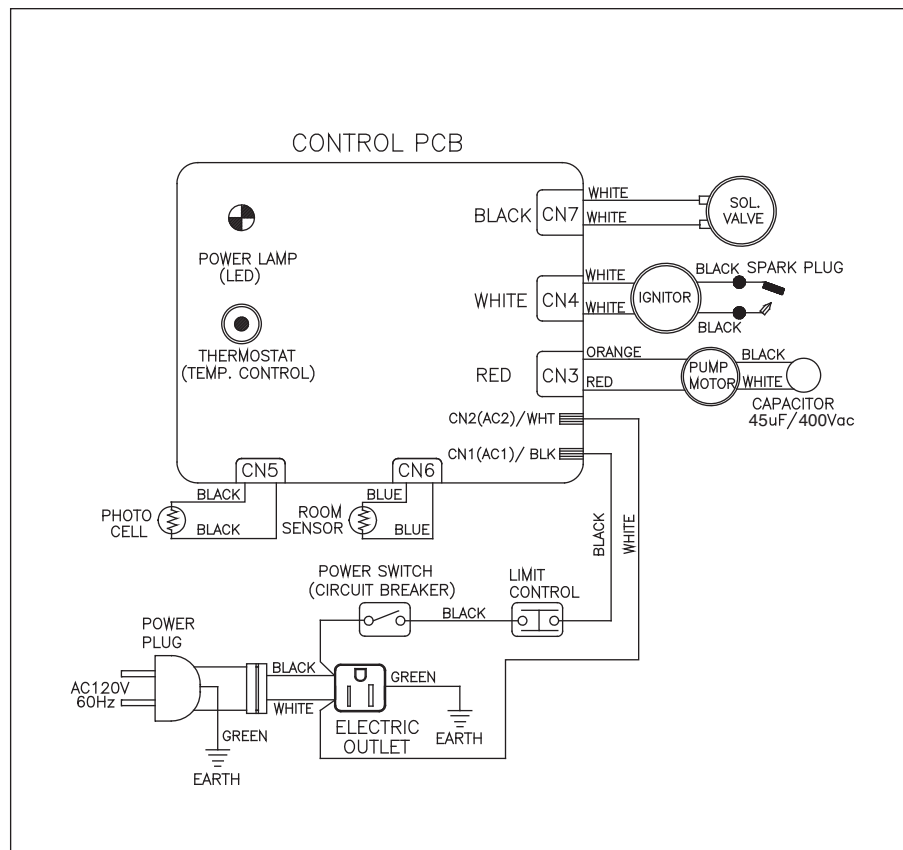 CONTROL PCB
POWER LAMP
(LED)
THERMOSTAT
(TEMP. CONTROL)
BLACK
CN7
WHITE
WHITE
SOL.
VALVE
WHITE
CN4
WHITE
WHITE
IGNITOR
BLACK
SPARK PLUG
BLACK
RED
CN3
ORANGE
RED
PUMP
MOTOR
BLACK
WHITE
CAPACITOR
45uF/400Vac
CN2(AC2)/WHT
CN1(AC1)/ BLK
CN5
BLACK
BLACK
PHOTO
CELL
CN6
BLUE
BLUE
ROOM
SENSOR
BLACK
WHITE
POWER SWITCH
(CIRCUIT BREAKER)
BLACK
LIMIT
CONTROL
POWER
PLUG
AC120V
60Hz
BLACK
WHITE
GREEN
EARTH
ELECTRIC
OUTLET
GREEN
EARTH